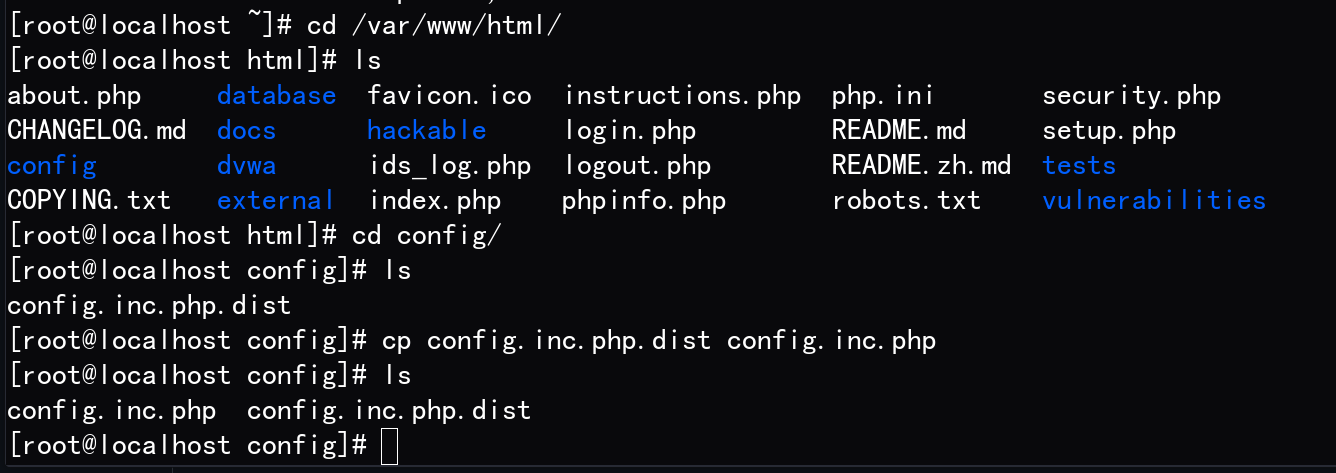 [root@localhost ~]# cd /var/www/html/
[root@localhost html]# ls
about.php database favicon.ico instructions.php php.ini security.php
CHANGELOG.md docs hackable login.php README.md setup.php
config dvwa ids_log.php logout.php README.zh.md tests
COPYING.txt external index.php phpinfo.php robots.txt vulnerabilities
[root@localhost html]# cd config/
[root@localhost config]# ls
config.inc.php.dist
[root@localhost config]# cp config.inc.php.dist config.inc.php
[root@localhost config]# ls
config.inc.php config.inc.php.dist
[root@localhost config]#